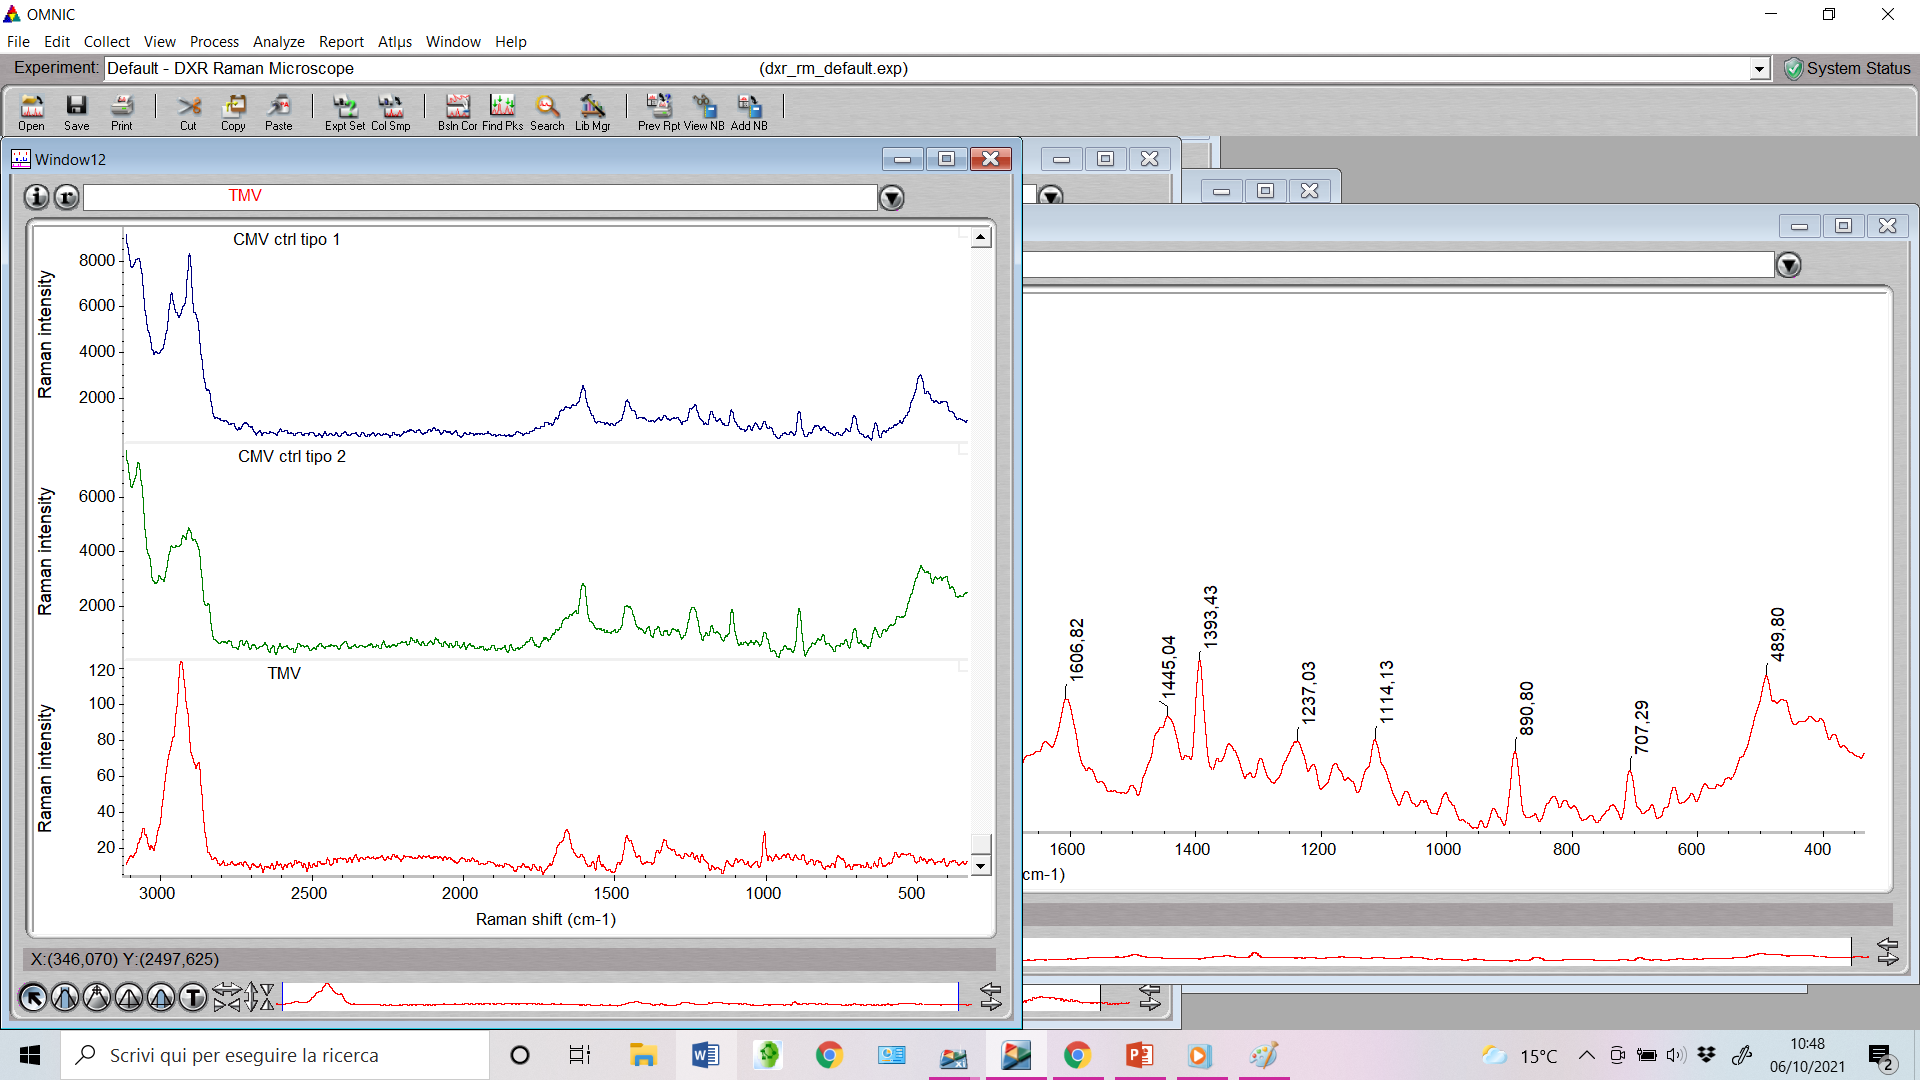 OMNIC
File Edit Collect View Process Analyze Report Atlµs Window Help
Experiment: Default - DXR Raman Microscope (dxr_rm_default.exp) System Status
Open Save Print Cut Copy Paste Expt Set Col Smp Bsln Cor Find Pks Search Lib Mgr Prev Rpt View NB Add NB
Window12
TMV
CMV ctrl tipo 1
Raman intensity
8000
6000
4000
2000
CMV ctrl tipo 2
Raman intensity
6000
4000
2000
TMV
Raman intensity
120
100
80
60
40
20
3000 2500 2000 1500 1000 500
Raman shift (cm-1)
X:(346,070) Y:(2497,625)
T
1606,82
1445,04
1393,43
1237,03
1114,13
890,80
707,29
489,80
1600 1400 1200 1000 800 600 400
cm-1)
Scrivi qui per eseguire la ricerca
15°C
10:48
06/10/2021
2